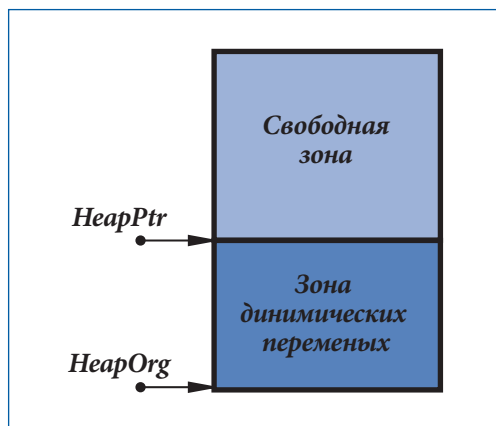 Свободная
зона
HeapPtr
Зона
динимических
переменых
HeapOrg